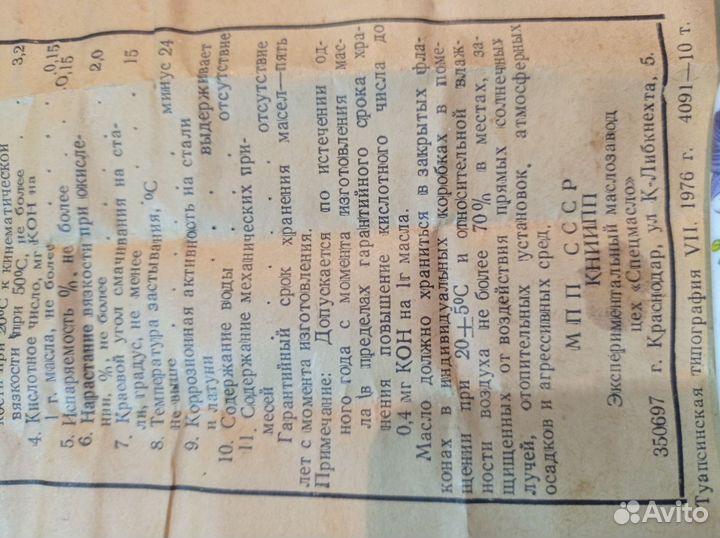 кости при 20°С к кинематической
вязкости при 50°С, не более . . 3,2
4. Кислотное число, мг КОН на
1 г. масла, не более . . . . 0,15
5. Испаряемость %, не более . . 0,15
6. Нарастание вязкости при окисле-
нии, %, не более . . . . 2,0
7. Краевой угол смачивания на ста-
ли, градус, не менее . . . . 15
8. Температура застывания, °С
не выше . . . . минус 24
9. Коррозионная активность на стали
и латуни . . . выдерживает
10. Содержание воды . . отсутствие
11. Содержание механических при-
месей . . . . отсутствие
Гарантийный срок хранения масел—пять
лет с момента изготовления.
Примечание: Допускается по истечении од-
ного года с момента изготовления мас-
ла в пределах гарантийного срока хра-
нения повышение кислотного числа до
0,4 мг КОН на 1г масла.
Масло должно храниться в закрытых фла-
конах в индивидуальных коробках в поме-
щении при 20±5°С и относительной влаж-
ности воздуха не более 70% в местах, за-
щищенных от воздействия прямых солнечных
лучей, отопительных установок, атмосферных
осадков и агрессивных сред.
МПП СССР
КНИИПП
Экспериментальный маслозавод
цех «Спецмасло»
350697 г. Краснодар, ул К-Либкнехта, 5.
Туапсинская типография VII. 1976 г. 4091—10 т.
Avito